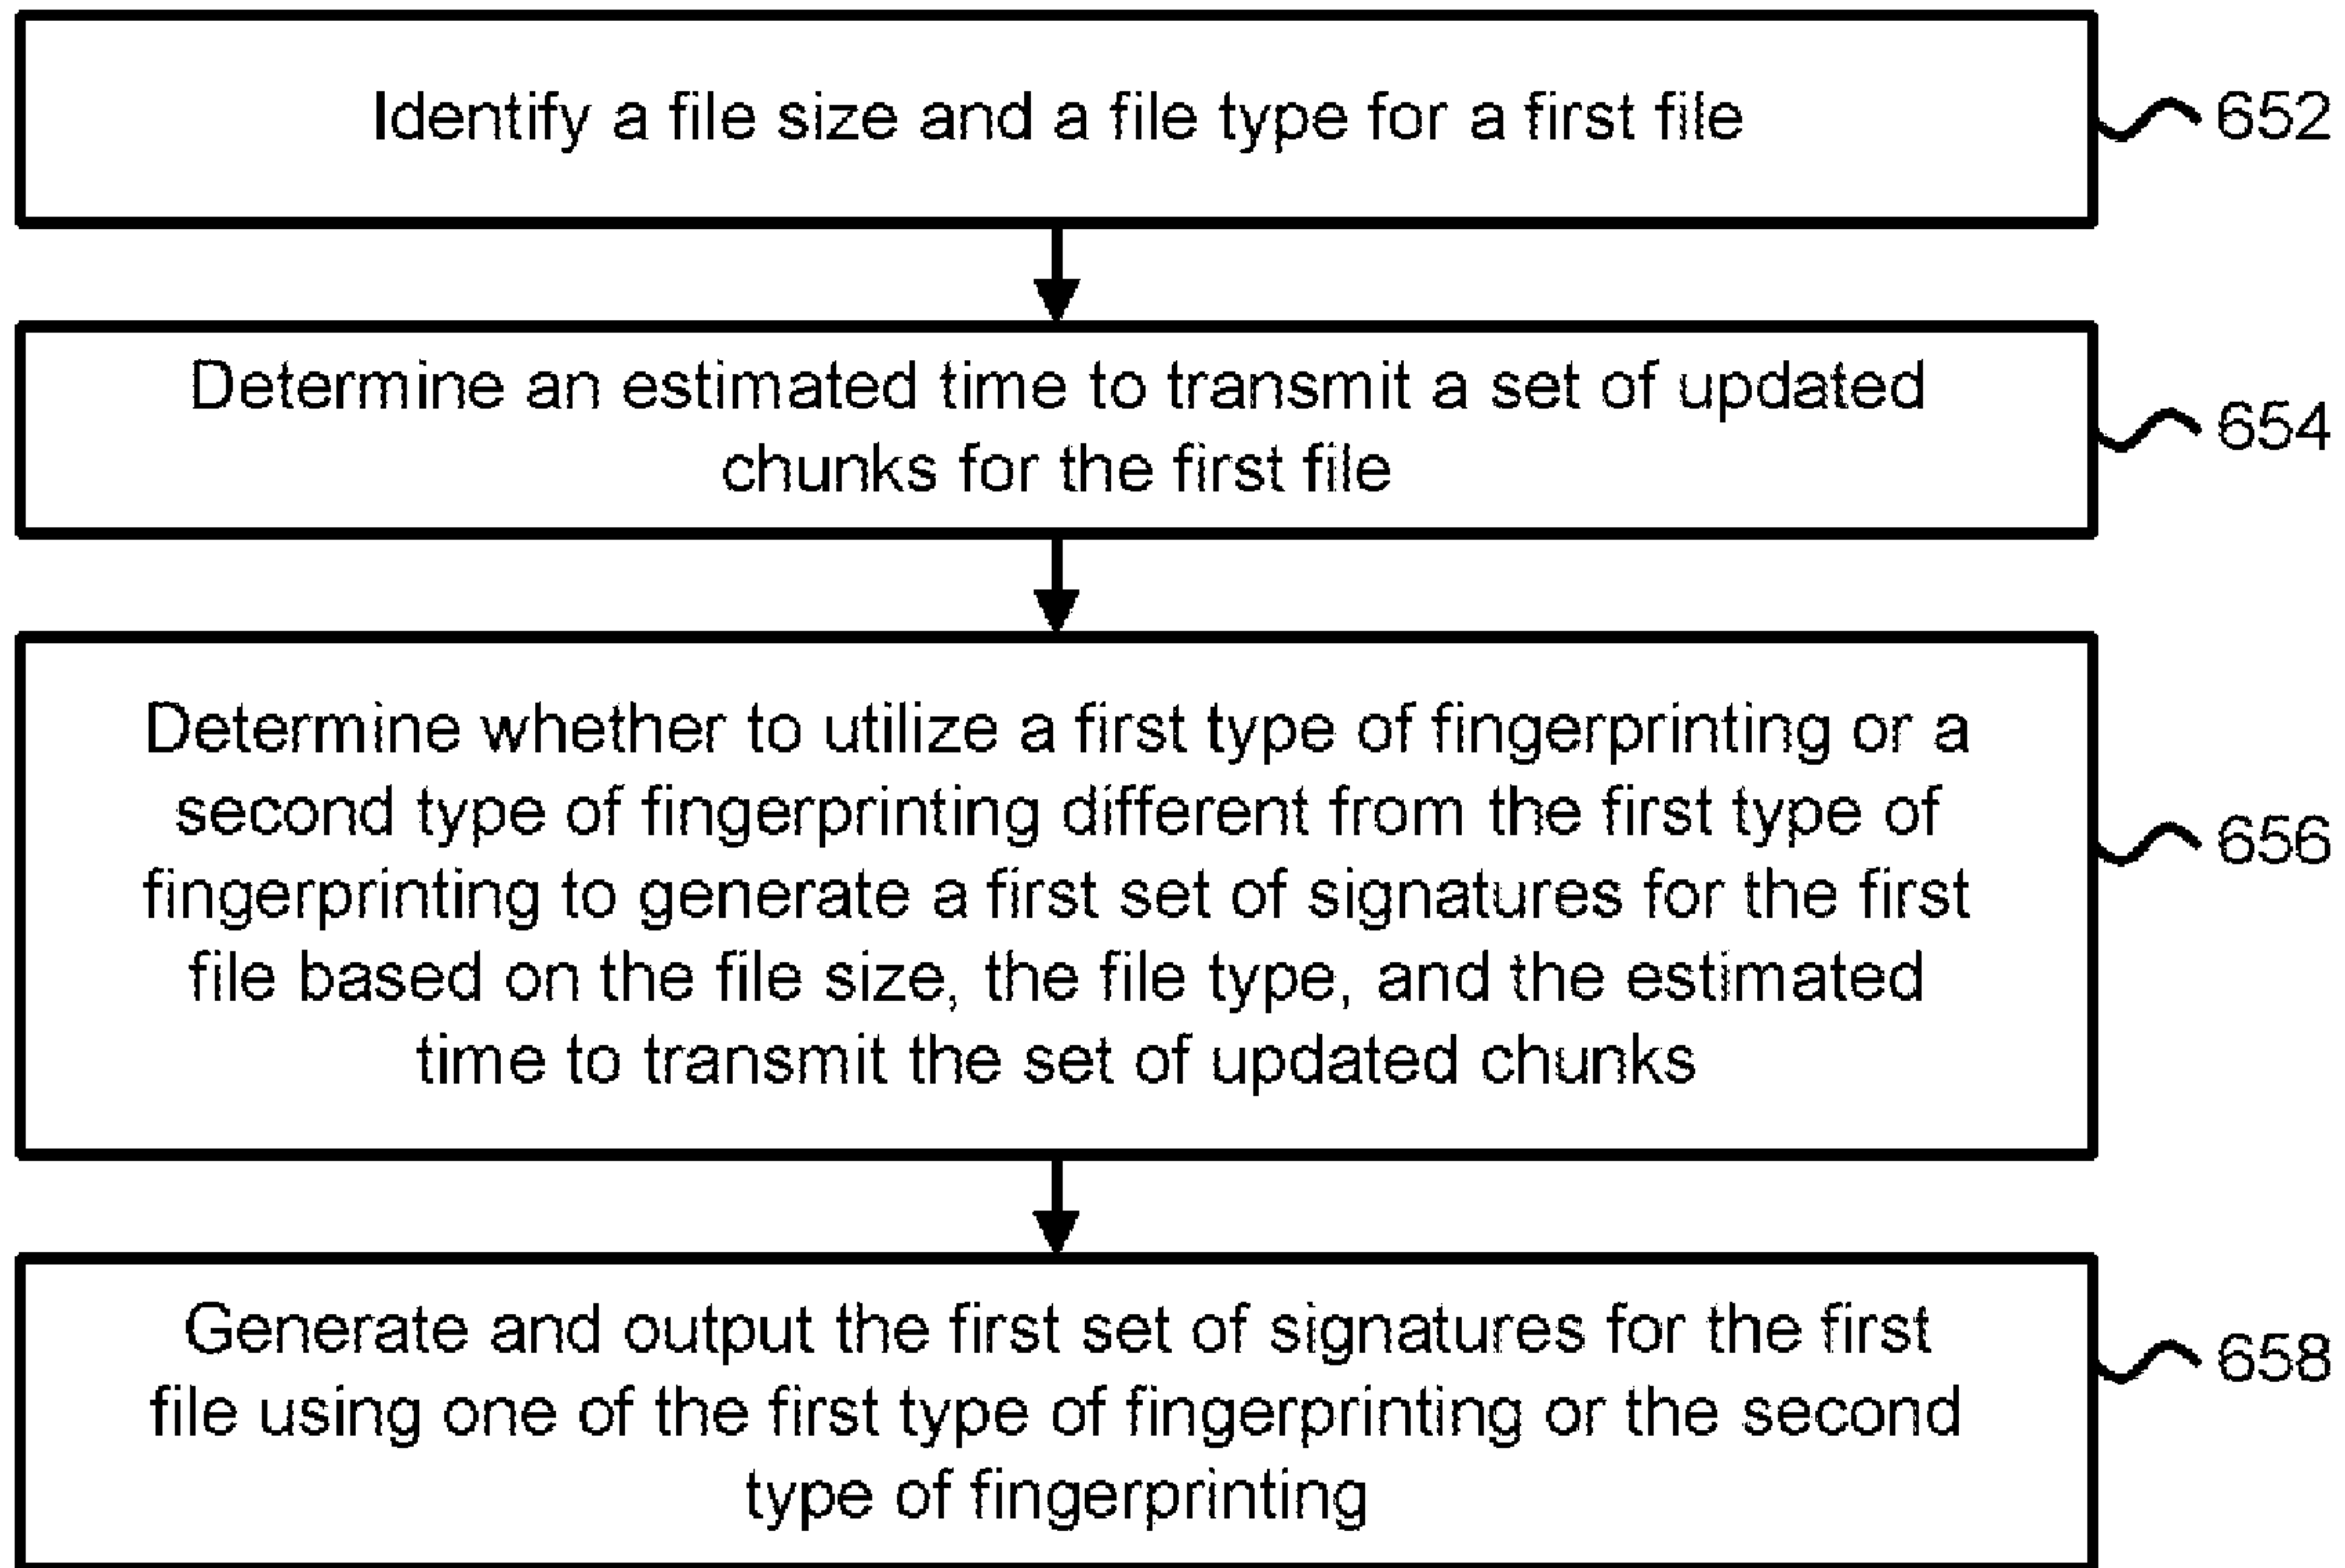 Identify a file size and a file type for a first file
652
Determine an estimated time to transmit a set of updated
chunks for the first file
654
Determine whether to utilize a first type of fingerprinting or a
second type of fingerprinting different from the first type of
fingerprinting to generate a first set of signatures for the first
file based on the file size, the file type, and the estimated
time to transmit the set of updated chunks
656
Generate and output the first set of signatures for the first
file using one of the first type of fingerprinting or the second
type of fingerprinting
658